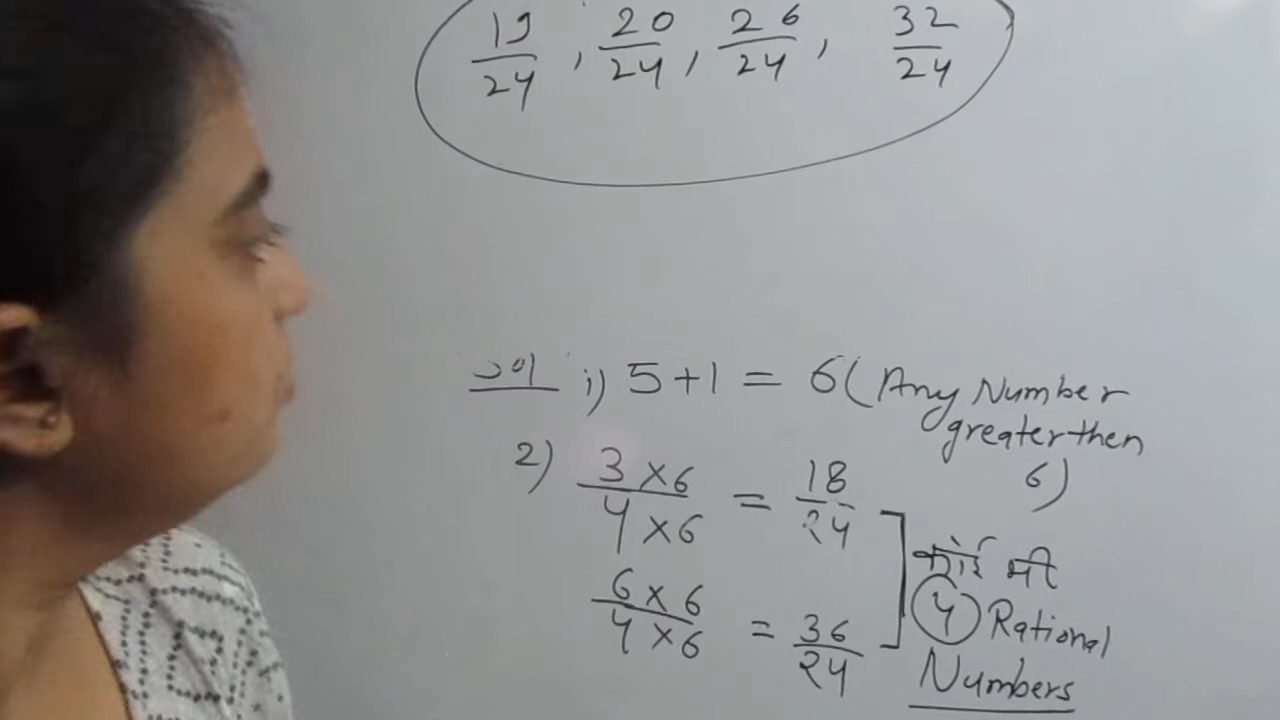 19/24, 20/24, 26/24, 32/24
Sol i) 5+1 = 6 (Any Number
greater then
6)
2) 3×6/4×6 = 18/24
6×6/4×6 = 36/24
कोई भी
4 Rational
Numbers